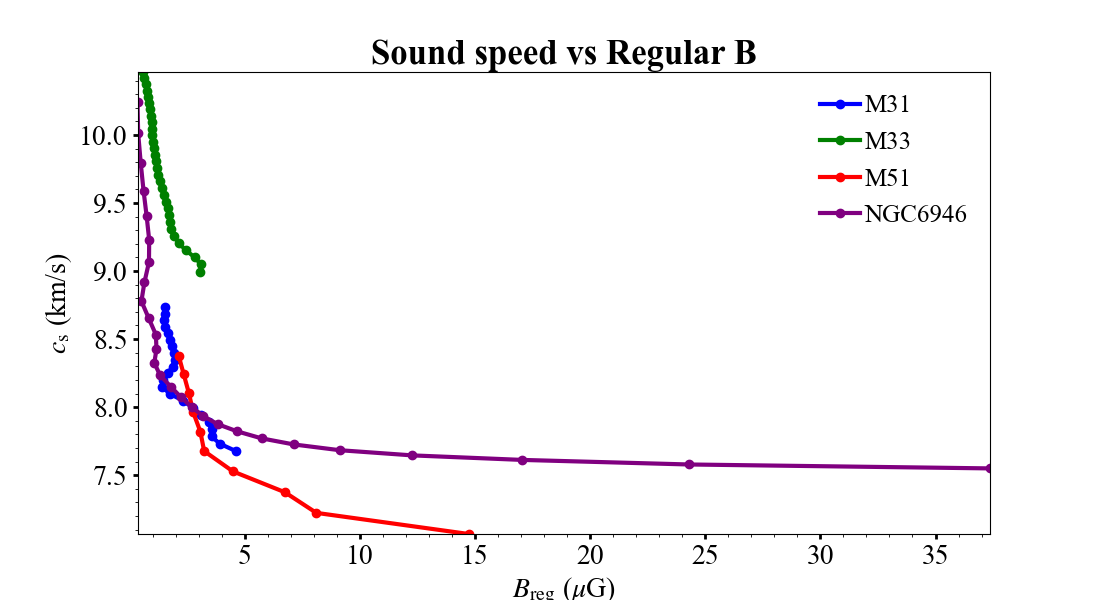 Sound speed vs Regular B
M31
M33
M51
NGC6946
10.0
9.5
9.0
8.5
8.0
7.5
c_s (km/s)
5 10 15 20 25 30 35
B_reg (μG)